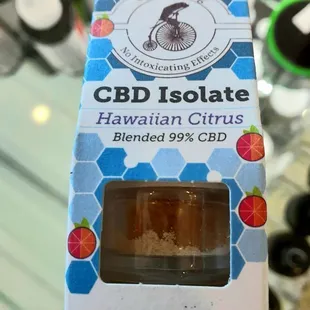 No Intoxicating Effects
CBD Isolate
Hawaiian Citrus
Blended 99% CBD